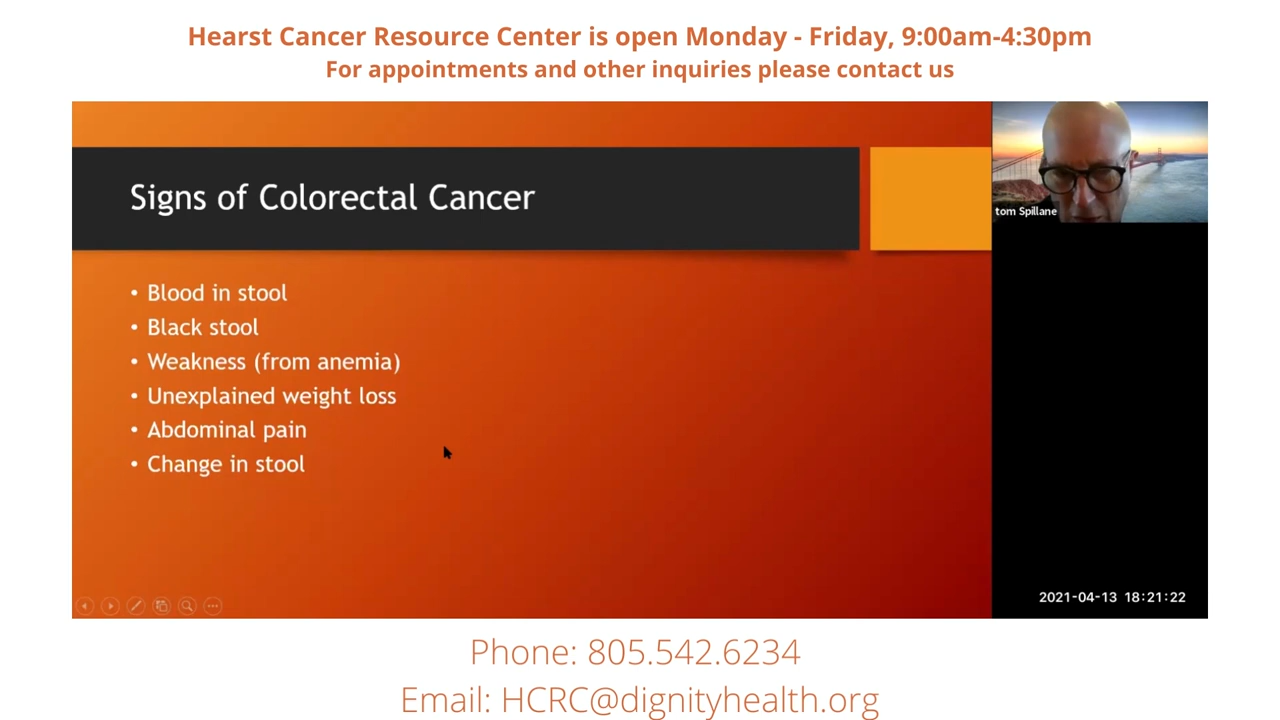 Hearst Cancer Resource Center is open Monday - Friday, 9:00am-4:30pm
For appointments and other inquiries please contact us
Signs of Colorectal Cancer
tom Spillane
• Blood in stool
• Black stool
• Weakness (from anemia)
• Unexplained weight loss
• Abdominal pain
• Change in stool
2021-04-13 18:21:22
Phone: 805.542.6234
Email: HCRC@dignityhealth.org